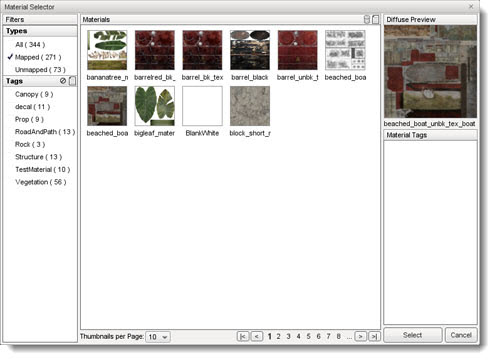 Material Selector
Filters
Types
All ( 344 )
Mapped ( 271 )
Unmapped ( 73 )
Tags
Canopy ( 9 )
decal ( 11 )
Prop ( 9 )
RoadAndPath ( 13 )
Rock ( 3 )
Structure ( 13 )
TestMaterial ( 10 )
Vegetation ( 56 )
Materials
bananatree_n barrelred_bk_ barrel_bk_tex barrel_black barrel_unbk_t beached_boa
beached_boa bigleaf_mater BlankWhite block_short_r
Thumbnails per Page: 10 |< < 1 2 3 4 5 6 7 8 ... > >|
Diffuse Preview
beached_boat_unbk_tex_boat
Material Tags
Select Cancel